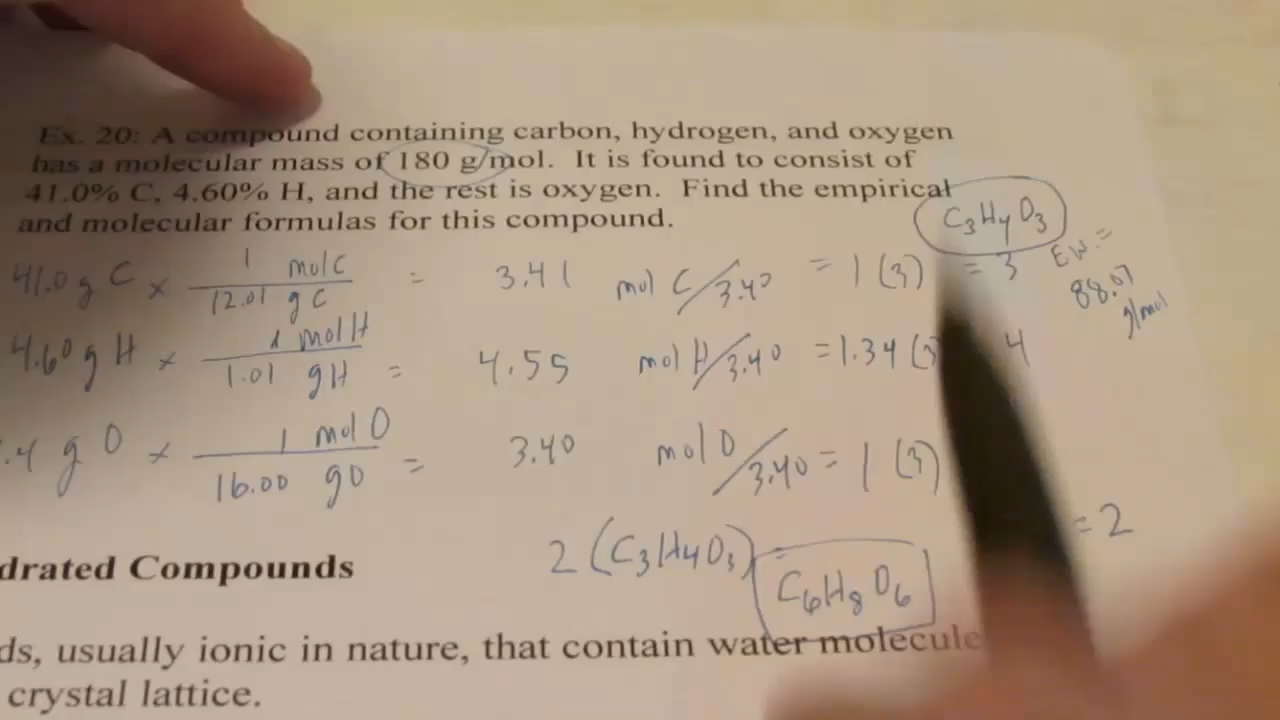 Ex. 20: A compound containing carbon, hydrogen, and oxygen
has a molecular mass of 180 g/mol. It is found to consist of
41.0% C, 4.60% H, and the rest is oxygen. Find the empirical
and molecular formulas for this compound.
C₃H₄O₃
E.W. =
88.07
g/mol
41.0 g C × 1 mol C / 12.01 g C = 3.41 mol C / 3.40 = 1 (3) = 3
4.60 g H × 1 mol H / 1.01 g H = 4.55 mol H / 3.40 = 1.34 (3 4
.4 g O × 1 mol O / 16.00 g O = 3.40 mol O / 3.40 = 1 (3)
= 2
2 (C₃H₄O₃) = C₆H₈O₆
drated Compounds
ds, usually ionic in nature, that contain water molecule
crystal lattice.